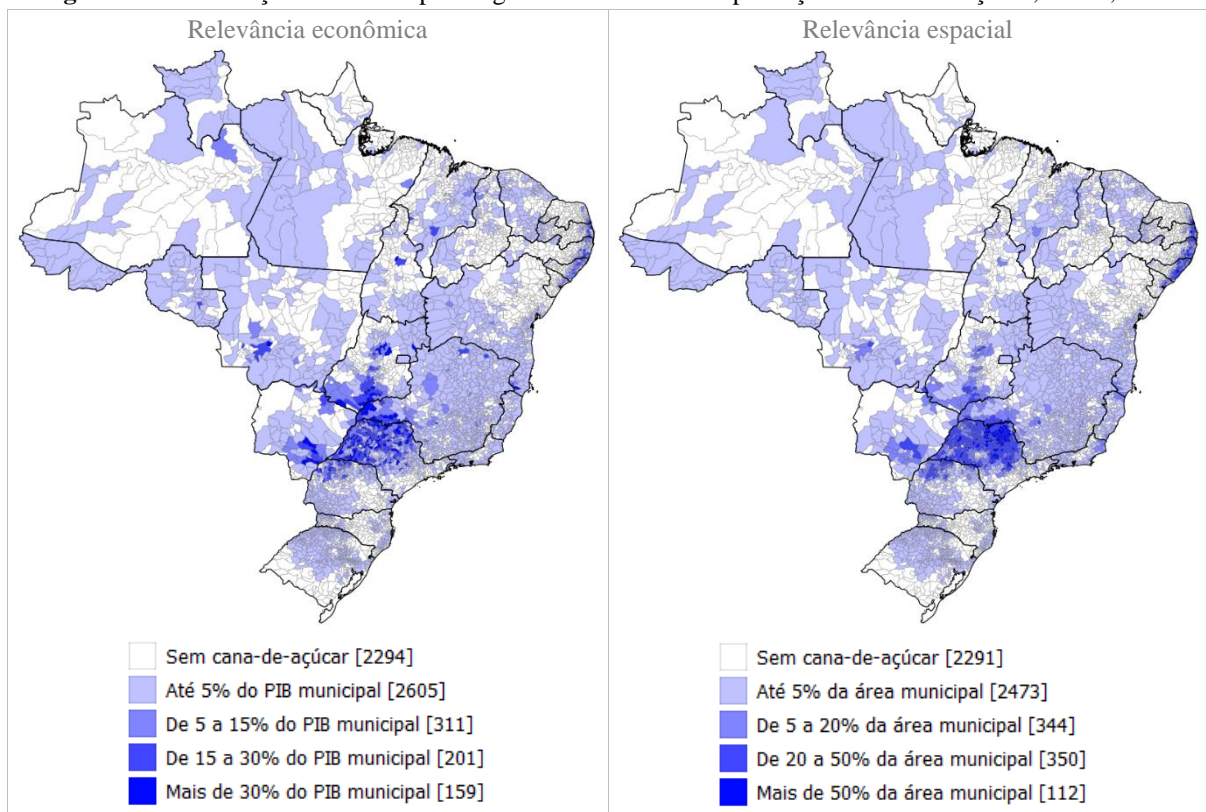 Relevância econômica
Relevância espacial
Sem cana-de-açúcar [2294]
Até 5% do PIB municipal [2605]
De 5 a 15% do PIB municipal [311]
De 15 a 30% do PIB municipal [201]
Mais de 30% do PIB municipal [159]
Sem cana-de-açúcar [2291]
Até 5% da área municipal [2473]
De 5 a 20% da área municipal [344]
De 20 a 50% da área municipal [350]
Mais de 50% da área municipal [112]